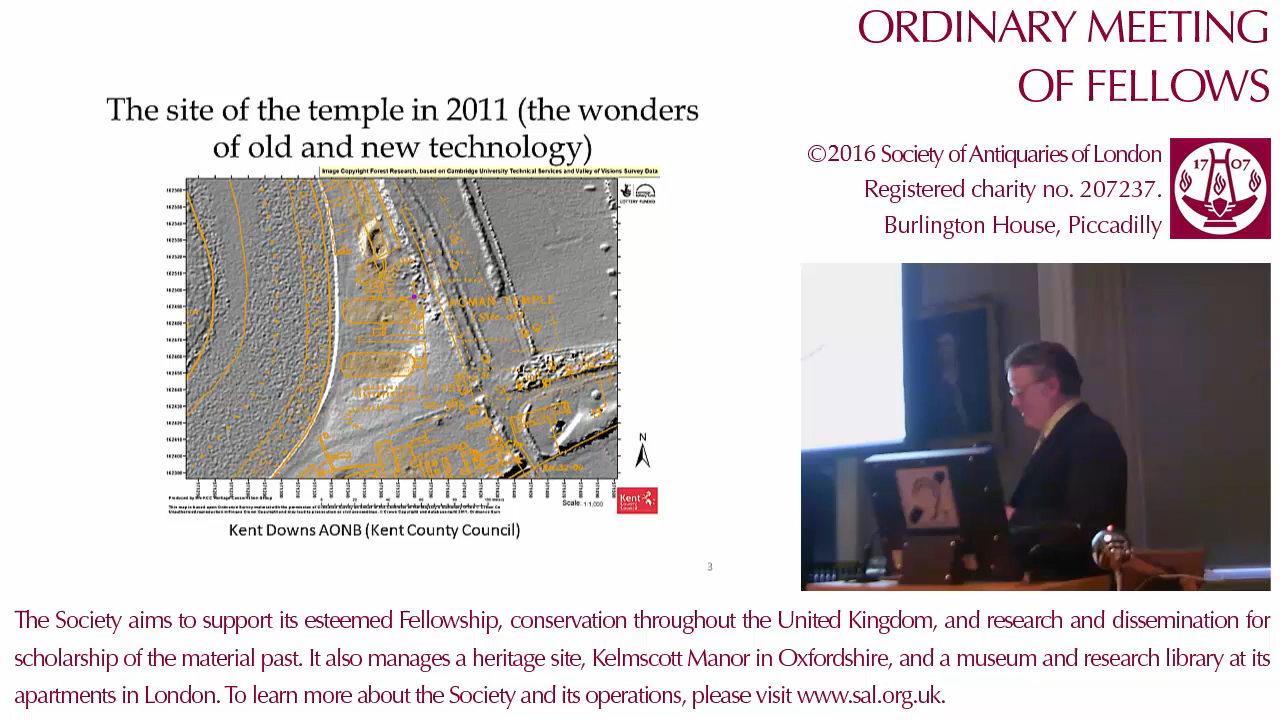 ORDINARY MEETING
OF FELLOWS
©2016 Society of Antiquaries of London
Registered charity no. 207237.
Burlington House, Piccadilly
17 07
The site of the temple in 2011 (the wonders
of old and new technology)
Image Copyright Forest Research, based on Cambridge University Technical Services and Valley of Visions Survey Data
LOTTERY FUNDED
ROMAN TEMPLE
N
Kent
County
Council
Scale: 1:1,000
Kent Downs AONB (Kent County Council)
3
The Society aims to support its esteemed Fellowship, conservation throughout the United Kingdom, and research and dissemination for
scholarship of the material past. It also manages a heritage site, Kelmscott Manor in Oxfordshire, and a museum and research library at its
apartments in London. To learn more about the Society and its operations, please visit www.sal.org.uk.